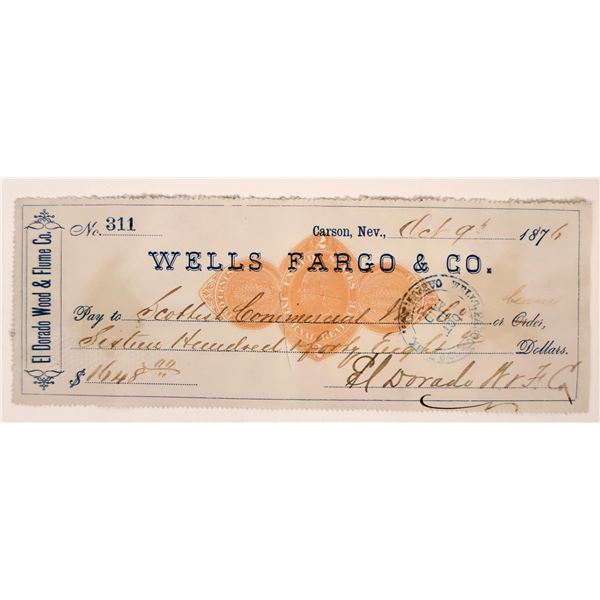 El Dorado Wood & Flume Co.
No. 311
Carson, Nev., Oct 9th 1876
WELLS FARGO & CO.
2
Pay to Scottish Commercial or Order,
Sixteen Hundred & forty Eight Dollars.
$1648 00
El Dorado W & F Co